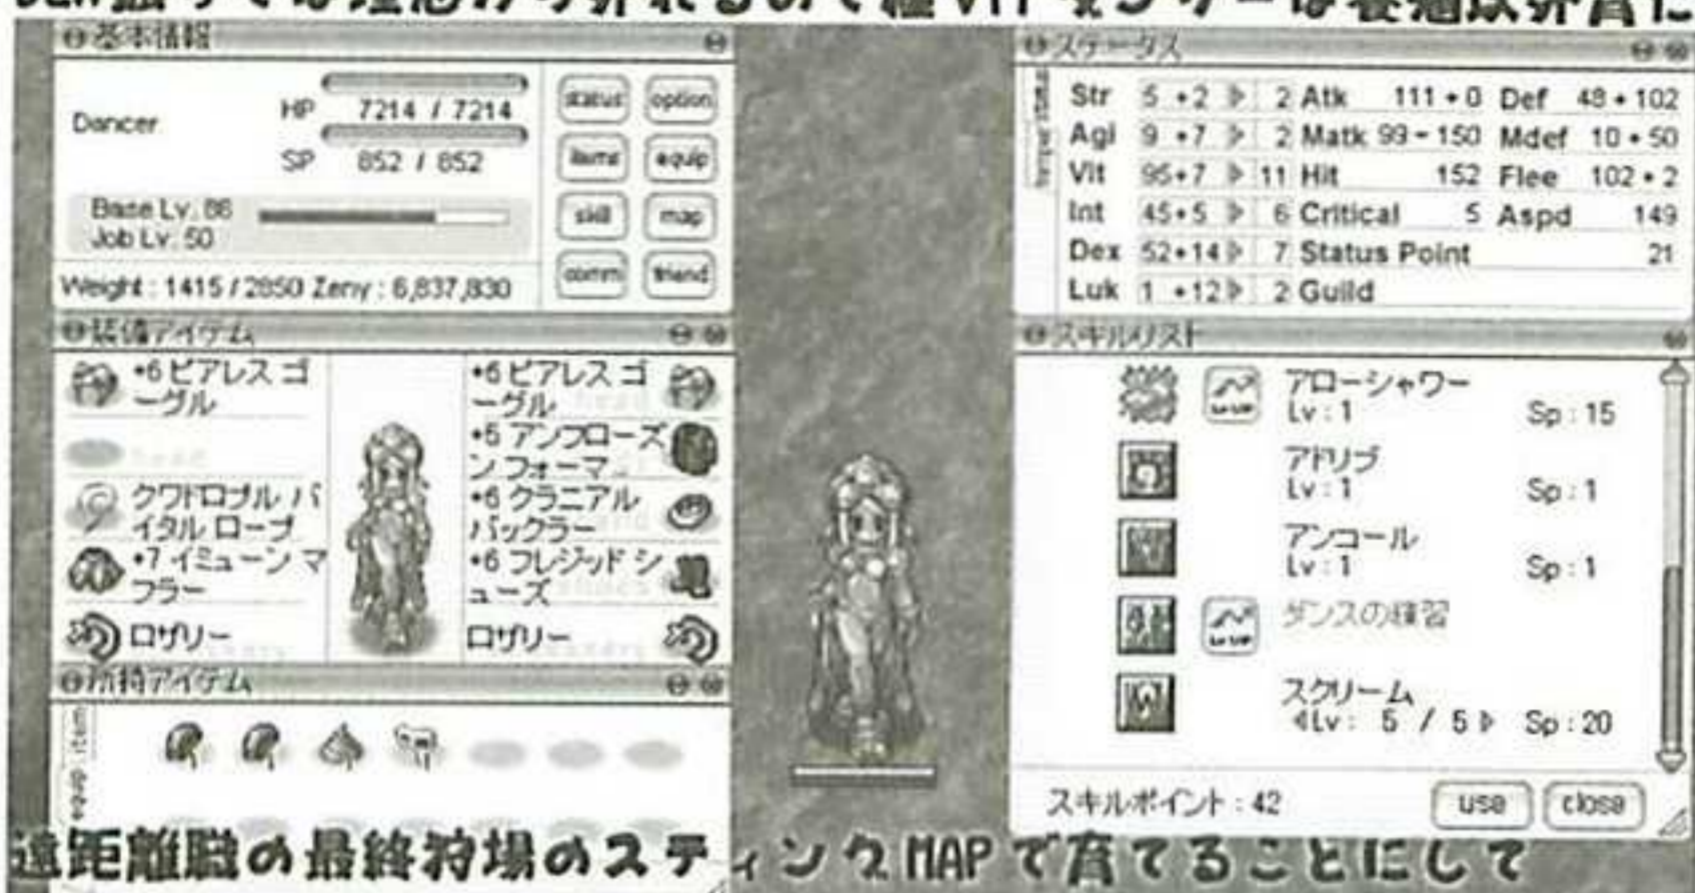 基本情報
Dancer
HP 7214 / 7214
SP 852 / 852
Base Lv. 86
Job Lv. 50
Weight : 1415 / 2850 Zeny : 6,837,830
status option
items equip
skill map
comm friend
装備アイテム
+6 ピアレス ゴ
ーグル
クワドロプル バ
イタル ローブ
+7 イミューン マ
フラー
ロザリー
+6 ピアレス ゴ
ーグル
+5 アンフローズ
ン フォーマ...
+6 クラニアル
バックラー
+6 フレジッド シ
ューズ
ロザリー
所持アイテム
equip item
ステータス
Str 5 +2 2 Atk 111 + 0 Def 48 + 102
Agi 9 +7 2 Matk 99 ~ 150 Mdef 10 + 50
Vit 95+7 11 Hit 152 Flee 102 + 2
Int 45+5 6 Critical 5 Aspd 149
Dex 52+14 7 Status Point 21
Luk 1 +12 2 Guild
スキルリスト
アローシャワー
Lv : 1 Sp : 15
アドリブ
Lv : 1 Sp : 1
アンコール
Lv : 1 Sp : 1
ダンスの練習
スクリーム
Lv : 5 / 5 Sp : 20
スキルポイント : 42 use close
遠距離職の最終狩場のスティングMAPで育てることにして